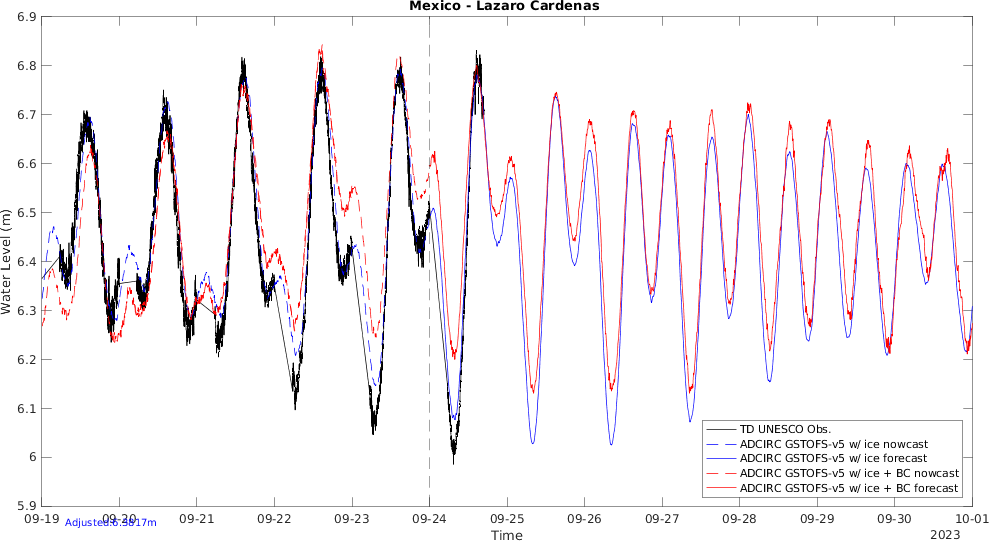 Mexico - Lazaro Cardenas
6.9
6.8
6.7
6.6
6.5
6.4
6.3
6.2
6.1
6
5.9
Water Level (m)
TD UNESCO Obs.
ADCIRC GSTOFS-v5 w/ ice nowcast
ADCIRC GSTOFS-v5 w/ ice forecast
ADCIRC GSTOFS-v5 w/ ice + BC nowcast
ADCIRC GSTOFS-v5 w/ ice + BC forecast
09-19 09-20 09-21 09-22 09-23 09-24 09-25 09-26 09-27 09-28 09-29 09-30 10-01
Time
2023